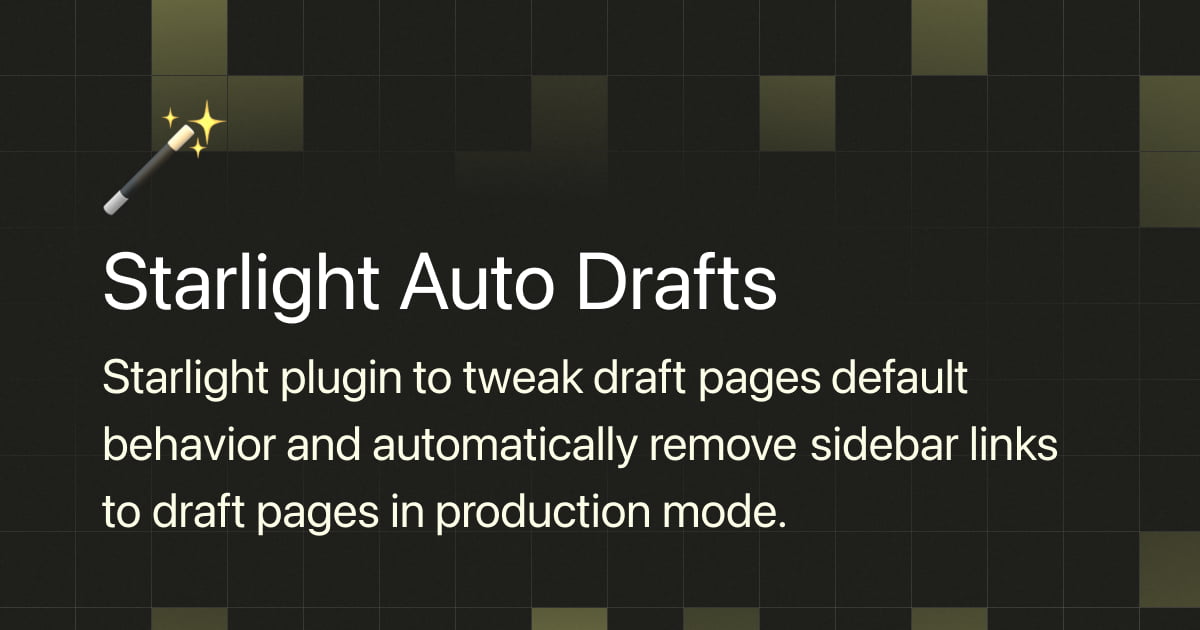 Starlight Auto Drafts
Starlight plugin to tweak draft pages default
behavior and automatically remove sidebar links
to draft pages in production mode.